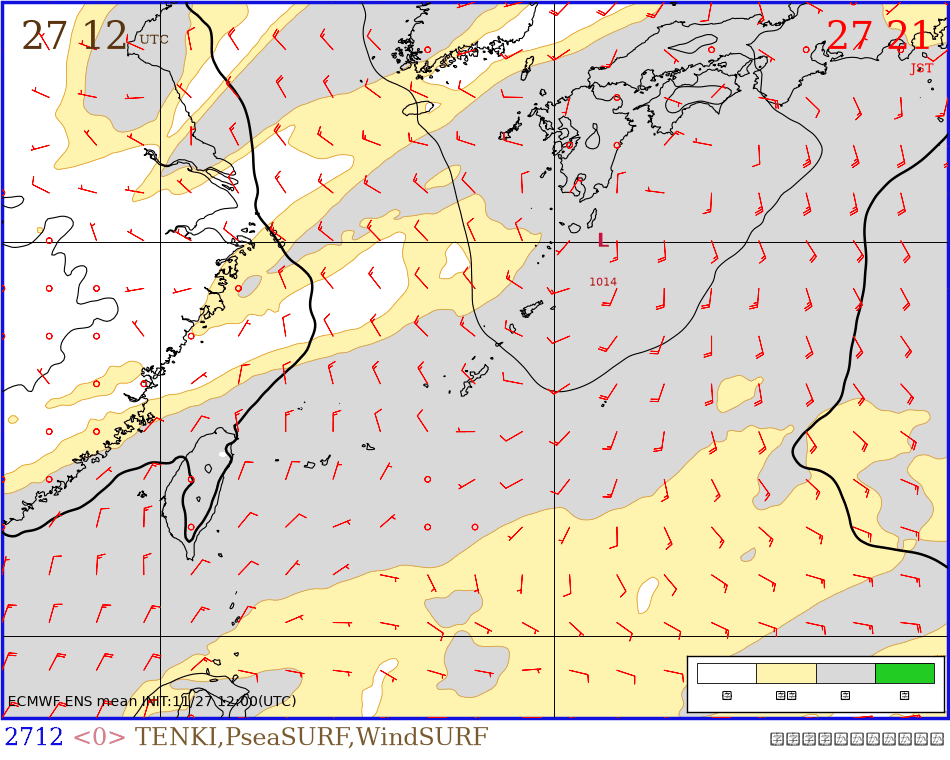 27 12 UTC
27 21
JST
L
1014
ECMWF ENS mean INIT:11/27 12:00(UTC)
2712 <0> TENKI,PseaSURF,WindSURF